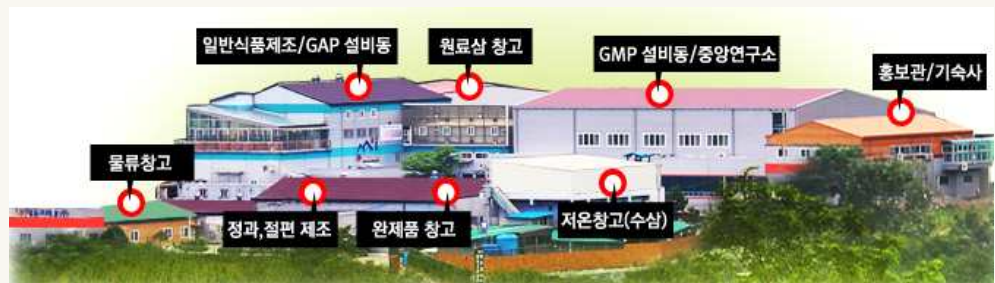 일반식품제조/GAP 설비동
원료삼 창고
GMP 설비동/중앙연구소
홍보관/기숙사
물류창고
정과,절편 제조
완제품 창고
저온창고(수삼)